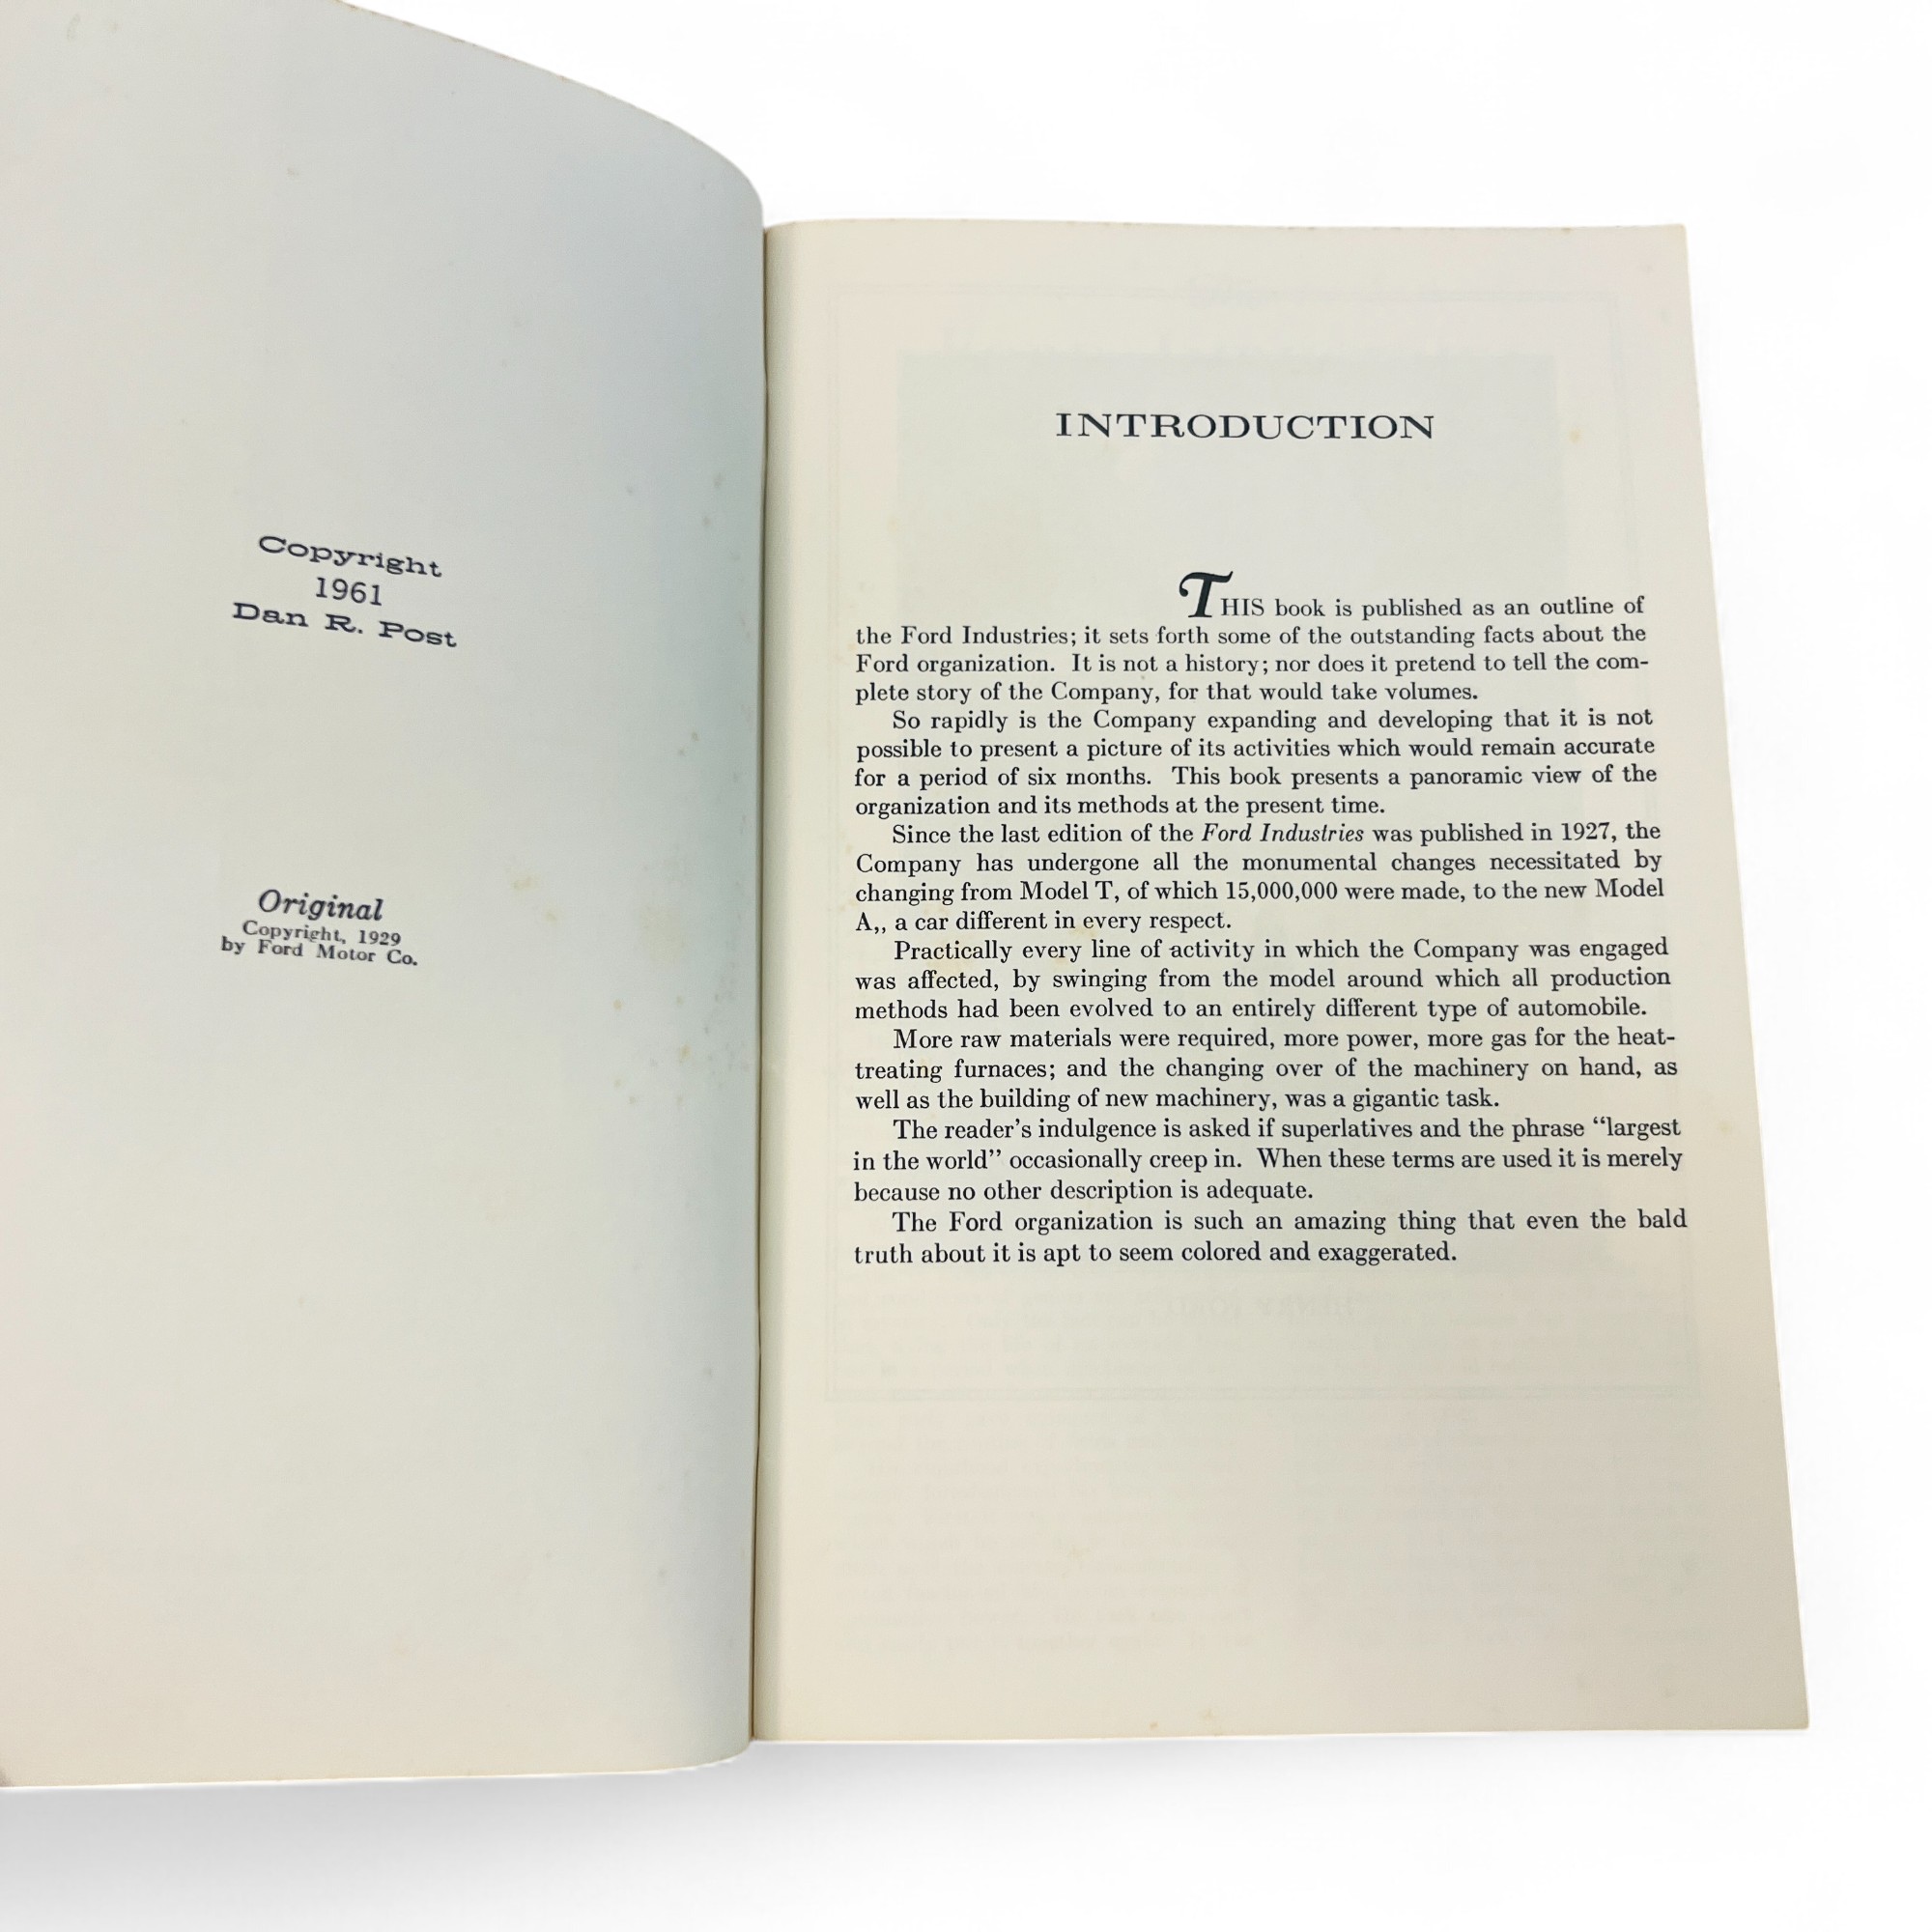 Copyright
1961
Dan R. Post
Original
Copyright, 1929
by Ford Motor Co.
INTRODUCTION
THIS book is published as an outline of
the Ford Industries; it sets forth some of the outstanding facts about the
Ford organization. It is not a history; nor does it pretend to tell the com-
plete story of the Company, for that would take volumes.
So rapidly is the Company expanding and developing that it is not
possible to present a picture of its activities which would remain accurate
for a period of six months. This book presents a panoramic view of the
organization and its methods at the present time.
Since the last edition of the Ford Industries was published in 1927, the
Company has undergone all the monumental changes necessitated by
changing from Model T, of which 15,000,000 were made, to the new Model
A,, a car different in every respect.
Practically every line of activity in which the Company was engaged
was affected, by swinging from the model around which all production
methods had been evolved to an entirely different type of automobile.
More raw materials were required, more power, more gas for the heat-
treating furnaces; and the changing over of the machinery on hand, as
well as the building of new machinery, was a gigantic task.
The reader's indulgence is asked if superlatives and the phrase “largest
in the world” occasionally creep in. When these terms are used it is merely
because no other description is adequate.
The Ford organization is such an amazing thing that even the bald
truth about it is apt to seem colored and exaggerated.